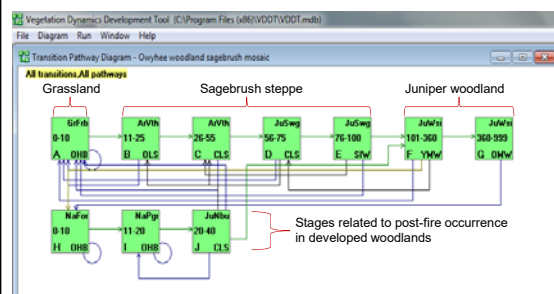 Vegetation Dynamics Development Tool (C:\Program Files (x86)\VDDT\VDDT.mdb)
File Diagram Run Window Help
Transition Pathway Diagram - Owyhee woodland sagebrush mosaic
All transitions,All pathways
Grassland Sagebrush steppe Juniper woodland
GrFrb ArVth ArVth JuSwg JuSwg JuWsi JuWsi
0-10 11-25 26-55 56-75 76-100 101-360 360-999
A OHB B OLS C CLS D CLS E SIW F YMW G OMW
NaFor NaPgr JuNbu
0-10 11-20 20-40
H OHB I OHB J CLS
Stages related to post-fire occurrence
in developed woodlands